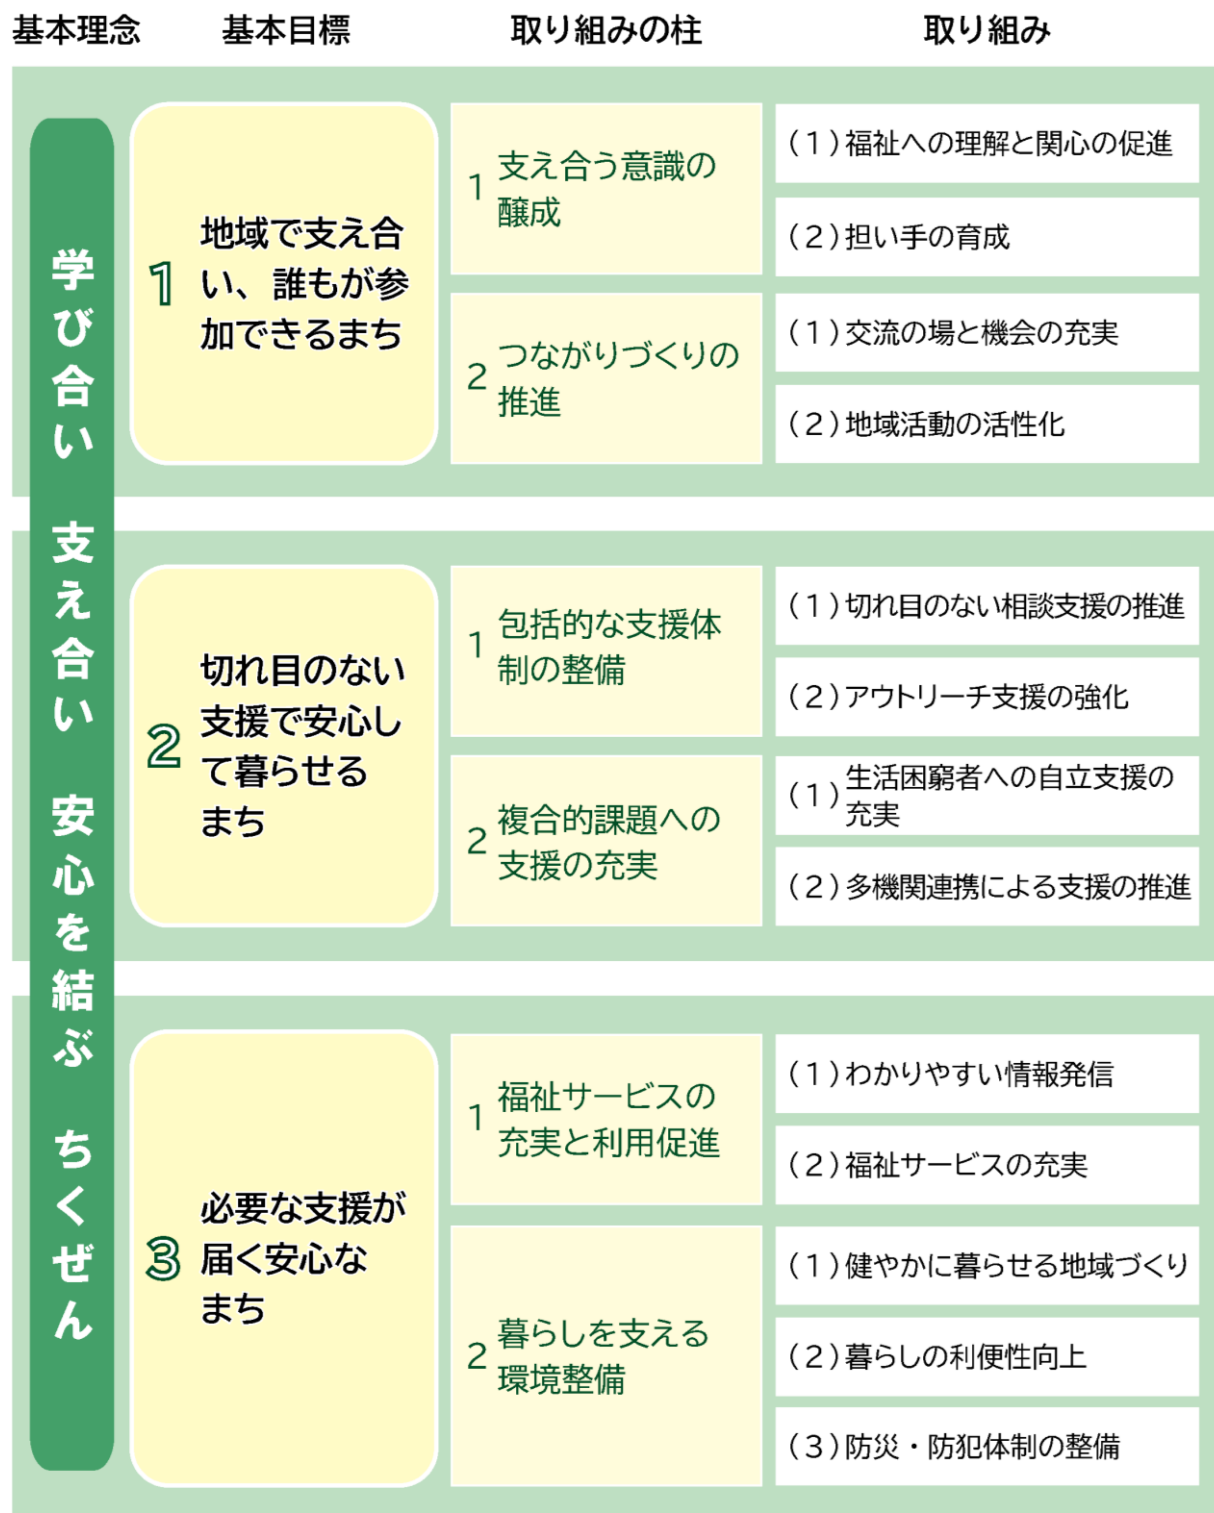 基本理念 基本目標 取り組みの柱 取り組み
学び合い 支え合い 安心を結ぶ ちくぜん
1
地域で支え合
い、誰もが参
加できるまち
1
支え合う意識の
醸成
(1)福祉への理解と関心の促進
(2)担い手の育成
2
つながりづくりの
推進
(1)交流の場と機会の充実
(2)地域活動の活性化
2
切れ目のない
支援で安心し
て暮らせる
まち
1
包括的な支援体
制の整備
(1)切れ目のない相談支援の推進
(2)アウトリーチ支援の強化
2
複合的課題への
支援の充実
(1)生活困窮者への自立支援の
充実
(2)多機関連携による支援の推進
3
必要な支援が
届く安心な
まち
1
福祉サービスの
充実と利用促進
(1)わかりやすい情報発信
(2)福祉サービスの充実
2
暮らしを支える
環境整備
(1)健やかに暮らせる地域づくり
(2)暮らしの利便性向上
(3)防災・防犯体制の整備